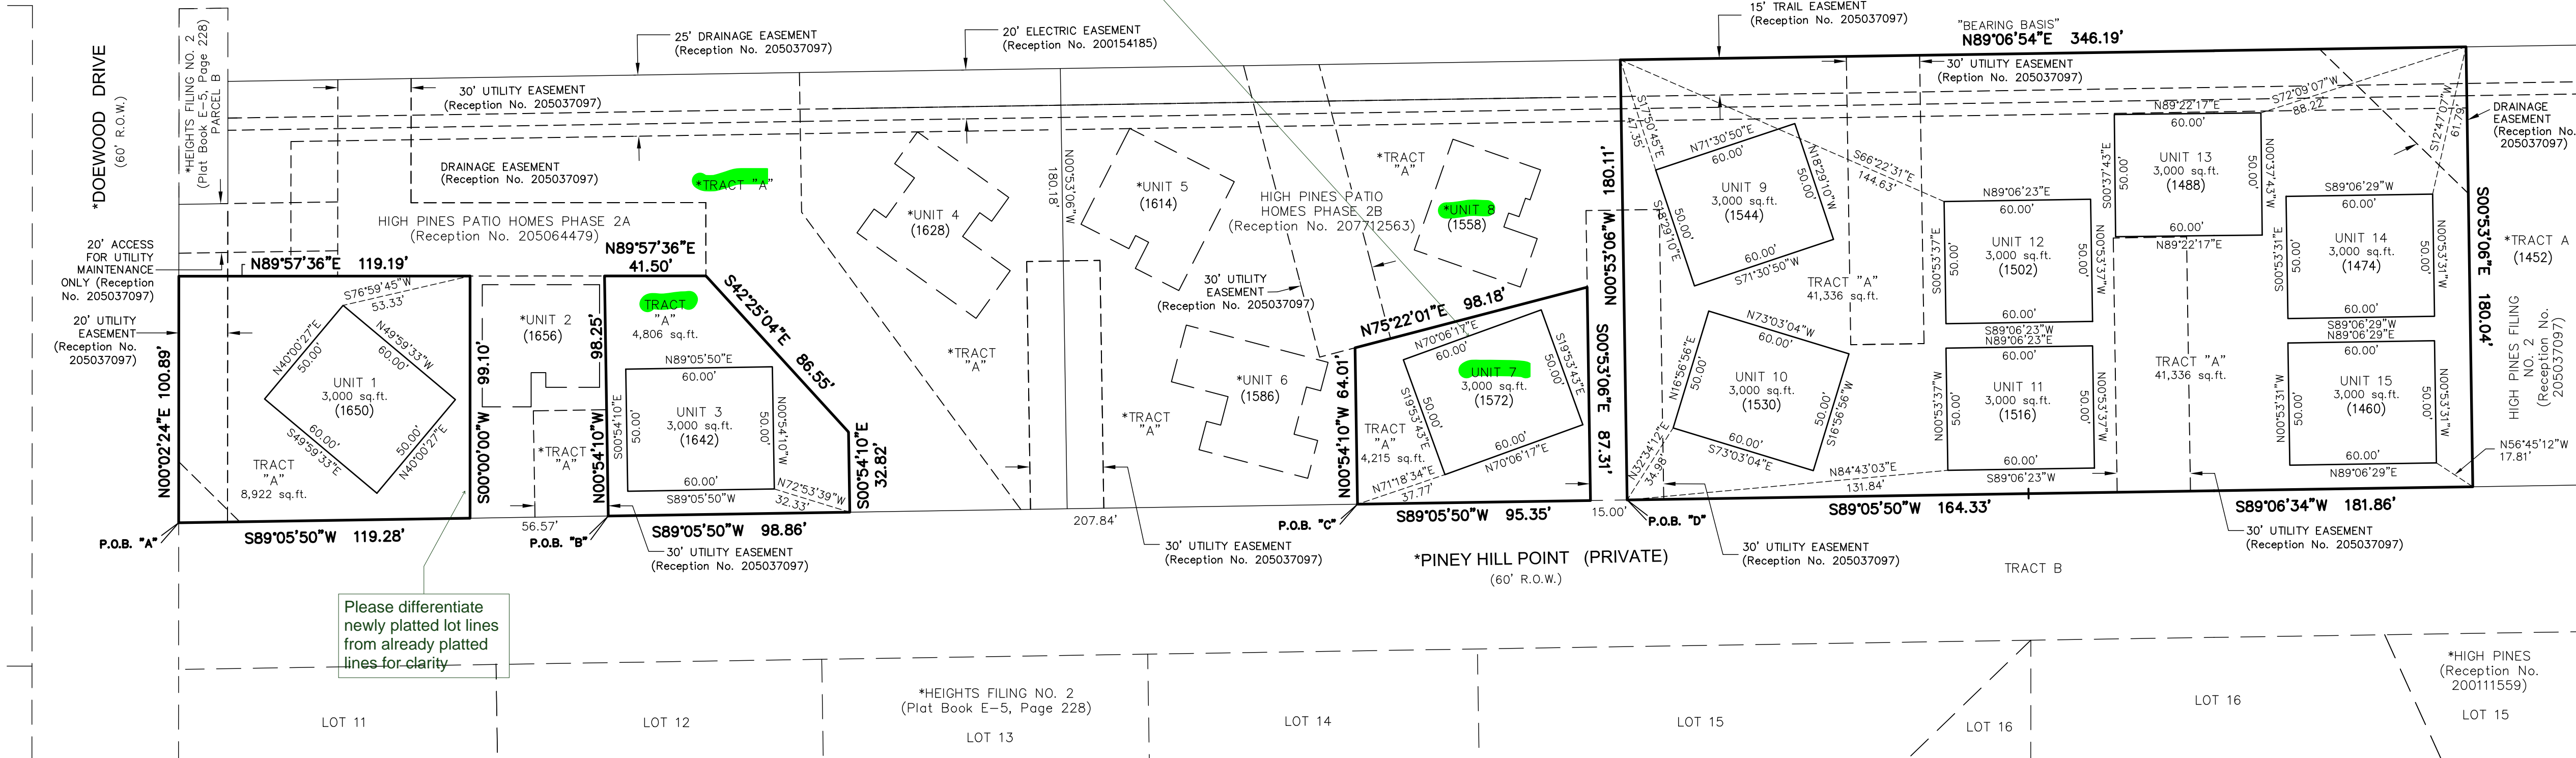 *DOEWOOD DRIVE
(60' R.O.W.)
*HEIGHTS FILING NO. 2
(Plat Book E-5, Page 228)
PARCEL B
25' DRAINAGE EASEMENT
(Reception No. 205037097)
20' ELECTRIC EASEMENT
(Reception No. 200154185)
15' TRAIL EASEMENT
(Reception No. 205037097)
"BEARING BASIS"
N89°06'54"E 346.19'
30' UTILITY EASEMENT
(Reception No. 205037097)
30' UTILITY EASEMENT
(Reption No. 205037097)
DRAINAGE
EASEMENT
(Reception No.
205037097)
DRAINAGE EASEMENT
(Reception No. 205037097)
*TRACT "A"
HIGH PINES PATIO HOMES PHASE 2A
(Reception No. 205064479)
20' ACCESS
FOR UTILITY
MAINTENANCE
ONLY (Reception
No. 205037097)
20' UTILITY
EASEMENT
(Reception No.
205037097)
N89°57'36"E 119.19'
S76°59'45"W
53.33'
N40°00'27"E
50.00'
N49°59'33"W
60.00'
UNIT 1
3,000 sq.ft.
(1650)
60.00'
S49°59'33"E
50.00'
N40°00'27"E
TRACT
"A"
8,922 sq.ft.
N00°02'24"E 100.89'
S00°00'00"W 99.10'
S89°05'50"W 119.28'
P.O.B. "A"
*UNIT 2
(1656)
*TRACT
"A"
56.57'
P.O.B. "B"
N89°57'36"E
41.50'
TRACT
"A"
4,806 sq.ft.
98.25'
N00°54'10"W
S42°25'04"E 86.55'
N89°05'50"E
60.00'
S00°54'10"E
50.00'
UNIT 3
3,000 sq.ft.
(1642)
50.00'
N00°54'10"W
60.00'
S89°05'50"W
N72°53'39"W
32.33'
S00°54'10"E
32.82'
S89°05'50"W 98.86'
30' UTILITY EASEMENT
(Reception No. 205037097)
*UNIT 4
(1628)
*TRACT
"A"
N00°53'06"W
180.18'
*UNIT 5
(1614)
*TRACT
"A"
207.84'
30' UTILITY EASEMENT
(Reception No. 205037097)
HIGH PINES PATIO
HOMES PHASE 2B
(Reception No. 207712563)
30' UTILITY
EASEMENT
(Reception No. 205037097)
*UNIT 6
(1586)
*TRACT
"A"
*UNIT 8
(1558)
N75°22'01"E 98.18'
N70°06'17"E
60.00'
UNIT 7
3,000 sq.ft.
(1572)
S19°53'43"E
50.00'
S19°53'43"E
50.00'
60.00'
N70°06'17"E
TRACT
"A"
4,215 sq.ft.
N71°18'34"E
37.77'
N00°54'10"W 64.01'
S00°53'06"E 87.31'
S89°05'50"W 95.35'
P.O.B. "C"
15.00'
P.O.B. "D"
*PINEY HILL POINT (PRIVATE)
(60' R.O.W.)
N00°53'06"W 180.11'
S17°50'45"E
47.35'
N71°30'50"E
60.00'
N18°29'10"W
50.00'
UNIT 9
3,000 sq.ft.
(1544)
S18°29'10"E
50.00'
60.00'
S71°30'50"W
S66°22'31"E
144.63'
TRACT "A"
41,336 sq.ft.
N73°03'04"W
60.00'
N16°56'56"E
50.00'
UNIT 10
3,000 sq.ft.
(1530)
50.00'
S16°56'56"W
60.00'
S73°03'04"E
N32°34'12"E
34.98'
N84°43'03"E
131.84'
30' UTILITY EASEMENT
(Reception No. 205037097)
S89°05'50"W 164.33'
N89°06'23"E
60.00'
S00°53'37"E
50.00'
UNIT 12
3,000 sq.ft.
(1502)
50.00'
N00°53'37"W
60.00'
S89°06'23"W
N89°06'23"E
60.00'
N00°53'37"W
50.00'
UNIT 11
3,000 sq.ft.
(1516)
50.00'
N00°53'37"W
60.00'
S89°06'23"W
N89°22'17"E
60.00'
S00°37'43"E
50.00'
UNIT 13
3,000 sq.ft.
(1488)
50.00'
N00°37'43"W
60.00'
N89°22'17"E
S72°09'07"W
88.22'
S12°47'07"W
61.79'
TRACT "A"
41,336 sq.ft.
S89°06'29"W
60.00'
S00°53'31"E
50.00'
UNIT 14
3,000 sq.ft.
(1474)
50.00'
N00°53'31"W
60.00'
S89°06'29"W
N89°06'29"E
60.00'
N00°53'31"W
50.00'
UNIT 15
3,000 sq.ft.
(1460)
50.00'
N00°53'31"W
60.00'
N89°06'29"E
S00°53'06"E 180.04'
*TRACT A
(1452)
HIGH PINES FILING
NO. 2
(Reception No.
205037097)
N56°45'12"W
17.81'
S89°06'34"W 181.86'
30' UTILITY EASEMENT
(Reception No. 205037097)
TRACT B
Please differentiate
newly platted lot lines
from already platted
lines for clarity
LOT 11
LOT 12
*HEIGHTS FILING NO. 2
(Plat Book E-5, Page 228)
LOT 13
LOT 14
LOT 15
LOT 16
LOT 16
*HIGH PINES
(Reception No.
200111559)
LOT 15